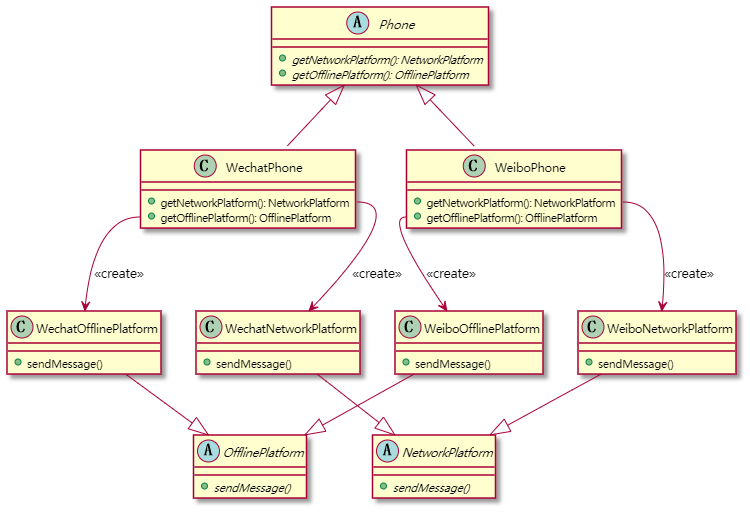 A Phone
getNetworkPlatform(): NetworkPlatform
getOfflinePlatform(): OfflinePlatform
C WechatPhone
getNetworkPlatform(): NetworkPlatform
getOfflinePlatform(): OfflinePlatform
C WeiboPhone
getNetworkPlatform(): NetworkPlatform
getOfflinePlatform(): OfflinePlatform
«create»
«create»
«create»
«create»
C WechatOfflinePlatform
sendMessage()
C WechatNetworkPlatform
sendMessage()
C WeiboOfflinePlatform
sendMessage()
C WeiboNetworkPlatform
sendMessage()
A OfflinePlatform
sendMessage()
A NetworkPlatform
sendMessage()